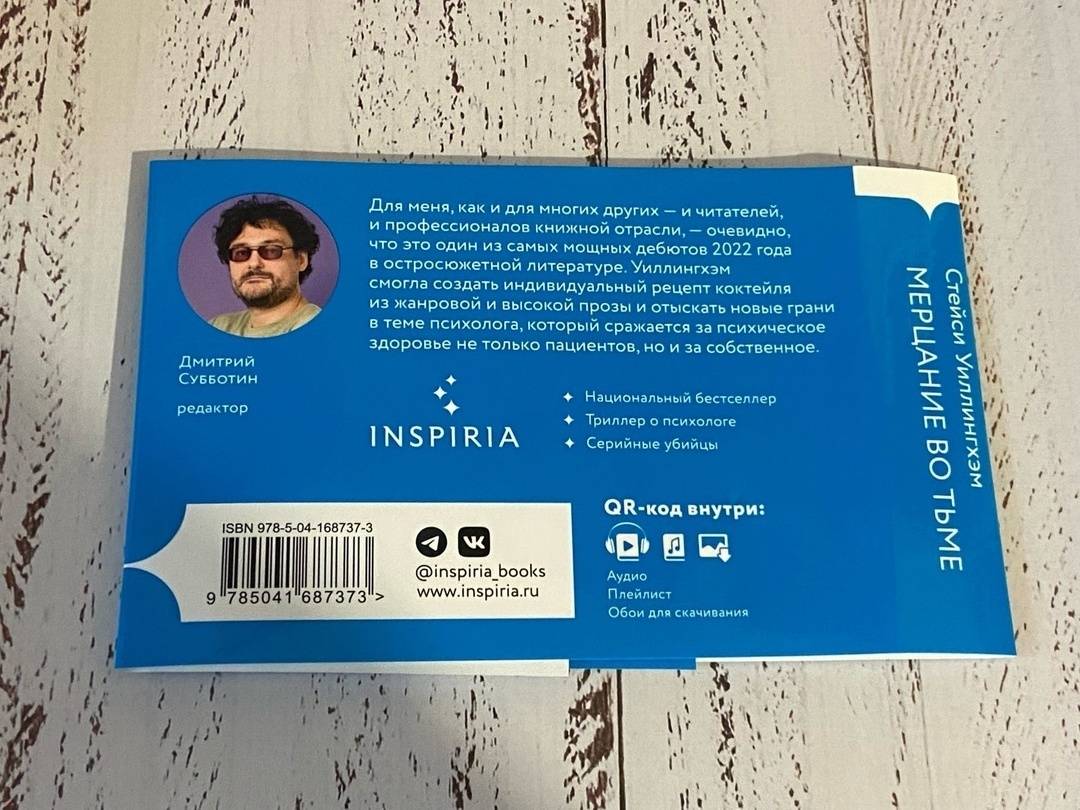 Для меня, как и для многих других — и читателей,
и профессионалов книжной отрасли, — очевидно,
что это один из самых мощных дебютов 2022 года
в остросюжетной литературе. Уиллингхэм
смогла создать индивидуальный рецепт коктейля
из жанровой и высокой прозы и отыскать новые грани
в теме психолога, который сражается за психическое
здоровье не только пациентов, но и за собственное.
Дмитрий
Субботин
редактор
INSPIRIA
Национальный бестселлер
Триллер о психологе
Серийные убийцы
ISBN 978-5-04-168737-3
9 785041 687373 >
@inspiria_books
www.inspiria.ru
QR-код внутри:
Аудио
Плейлист
Обои для скачивания
Стейси Уиллингхэм
МЕРЦАНИЕ ВО ТЬМЕ